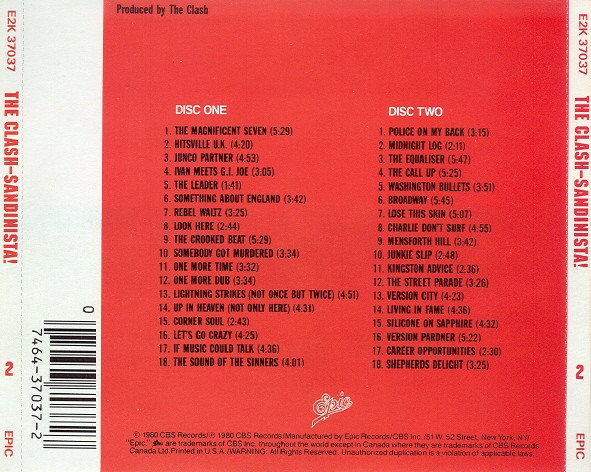 E2K 37037
THE CLASH-SANDINISTA!
2
EPIC
Produced by The Clash
DISC ONE
1. THE MAGNIFICENT SEVEN (5:29)
2. HITSVILLE U.K. (4:20)
3. JUNCO PARTNER (4:53)
4. IVAN MEETS G.I. JOE (3:05)
5. THE LEADER (1:41)
6. SOMETHING ABOUT ENGLAND (3:42)
7. REBEL WALTZ (3:25)
8. LOOK HERE (2:44)
9. THE CROOKED BEAT (5:29)
10. SOMEBODY GOT MURDERED (3:34)
11. ONE MORE TIME (3:32)
12. ONE MORE DUB (3:34)
13. LIGHTNING STRIKES (NOT ONCE BUT TWICE) (4:51)
14. UP IN HEAVEN (NOT ONLY HERE) (4:31)
15. CORNER SOUL (2:43)
16. LET'S GO CRAZY (4:25)
17. IF MUSIC COULD TALK (4:36)
18. THE SOUND OF THE SINNERS (4:01)
DISC TWO
1. POLICE ON MY BACK (3:15)
2. MIDNIGHT LOG (2:11)
3. THE EQUALISER (5:47)
4. THE CALL UP (5:25)
5. WASHINGTON BULLETS (3:51)
6. BROADWAY (5:45)
7. LOSE THIS SKIN (5:07)
8. CHARLIE DON'T SURF (4:55)
9. MENSFORTH HILL (3:42)
10. JUNKIE SLIP (2:48)
11. KINGSTON ADVICE (2:36)
12. THE STREET PARADE (3:26)
13. VERSION CITY (4:23)
14. LIVING IN FAME (4:36)
15. SILICONE ON SAPPHIRE (4:32)
16. VERSION PARDNER (5:22)
17. CAREER OPPORTUNITIES (2:30)
18. SHEPHERDS DELIGHT (3:25)
0
7464-37037-2
Epic
© 1980 CBS Records/℗ 1980 CBS Records/Manufactured by Epic Records/CBS Inc. /51 W. 52 Street, New York, NY/
"Epic," are trademarks of CBS Inc. throughout the world except in Canada where they are trademarks of CBS Records
Canada Ltd./Printed in U.S.A./WARNING: All Rights Reserved. Unauthorized duplication is a violation of applicable laws.
E2K 37037
THE CLASH-SANDINISTA!
2
EPIC